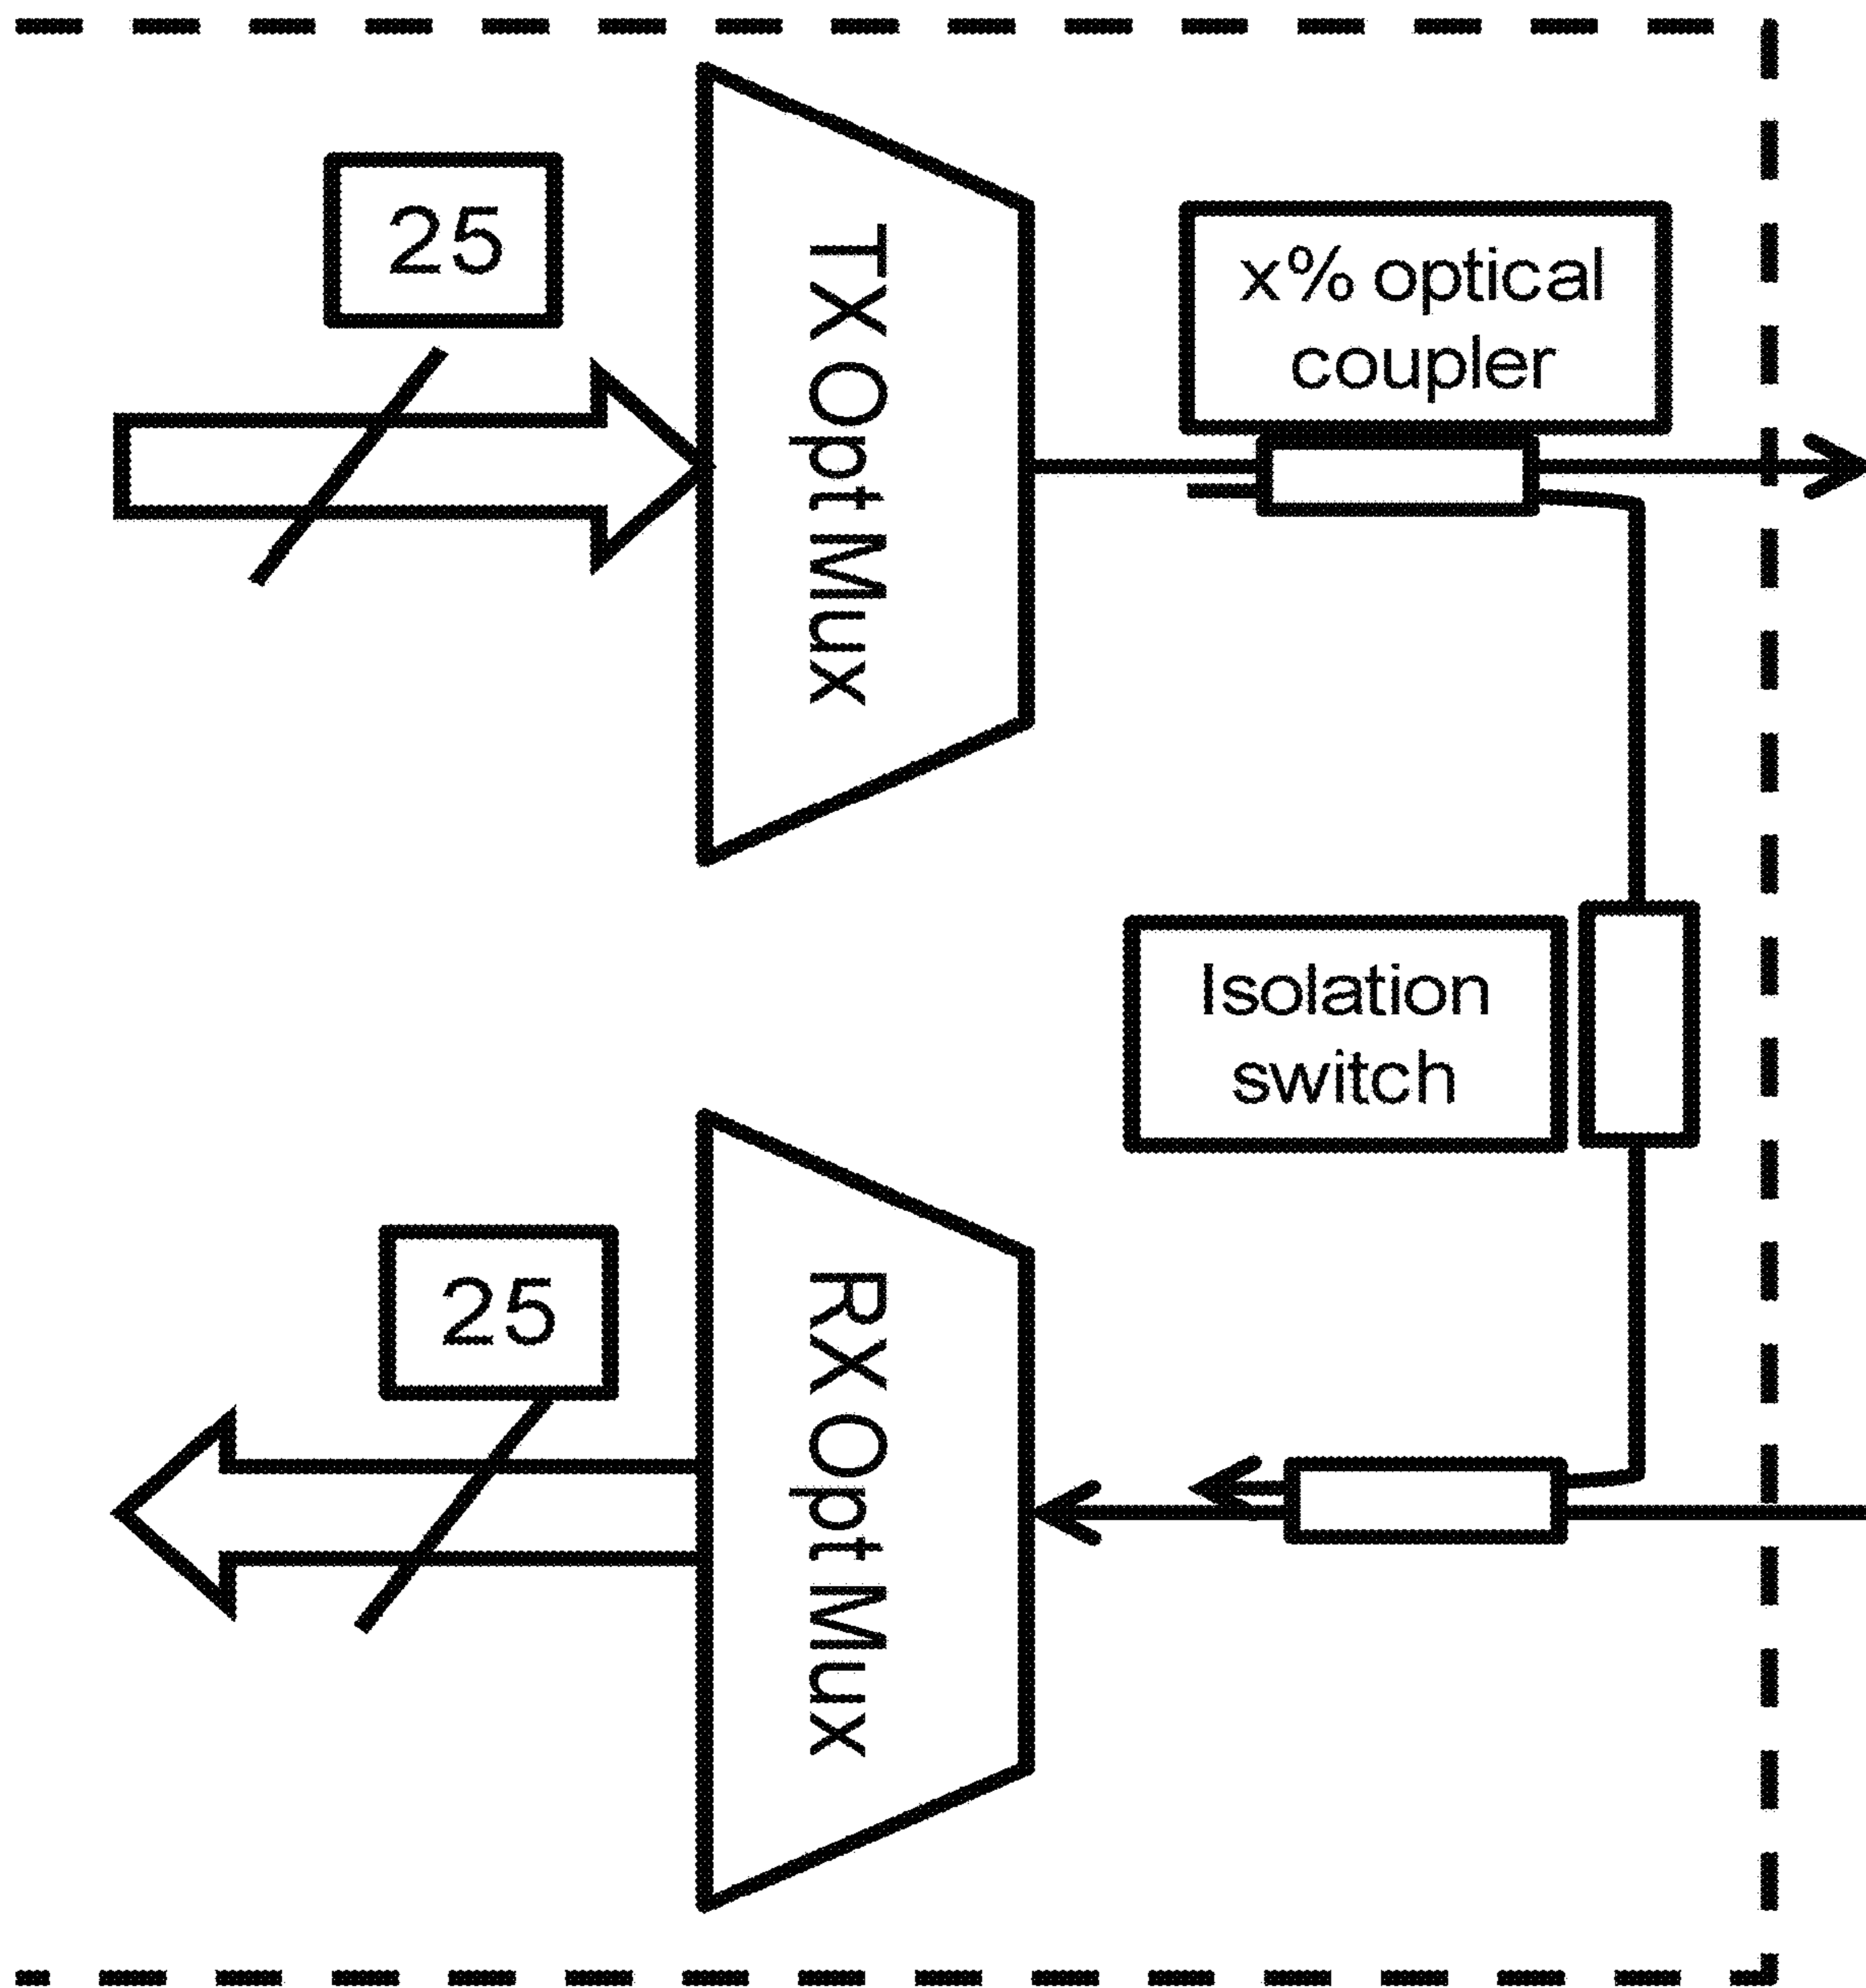 25
TX Opt Mux
x% optical
coupler
Isolation
switch
25
RX Opt Mux